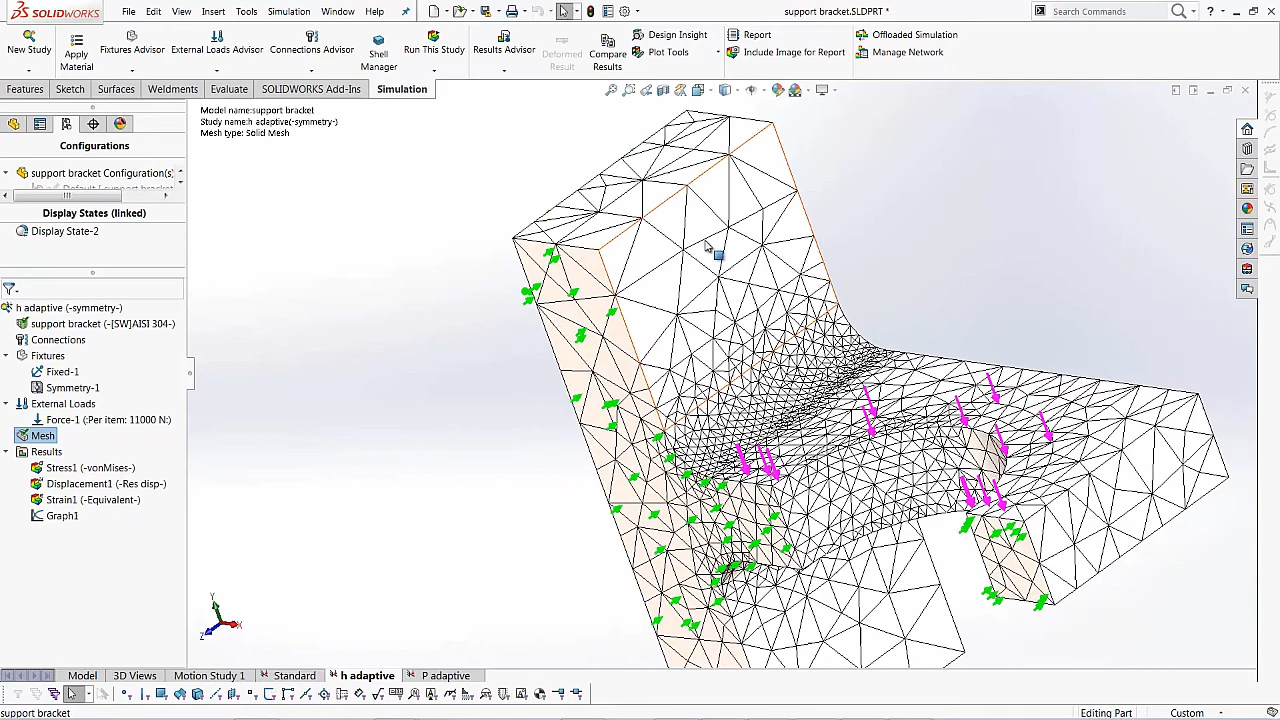 SOLIDWORKS
File Edit View Insert Tools Simulation Window Help
support bracket.SLDPRT *
Search Commands
New Study
Apply Material
Fixtures Advisor
External Loads Advisor
Connections Advisor
Shell Manager
Run This Study
Results Advisor
Deformed Result
Compare Results
Design Insight
Plot Tools
Report
Include Image for Report
Offloaded Simulation
Manage Network
Features Sketch Surfaces Weldments Evaluate SOLIDWORKS Add-Ins Simulation
Model name:support bracket
Study name:h adaptive(-symmetry-)
Mesh type: Solid Mesh
Configurations
support bracket Configuration(s)
Default [ support bracket
Display States (linked)
Display State-2
h adaptive (-symmetry-)
support bracket (-[SW]AISI 304-)
Connections
Fixtures
Fixed-1
Symmetry-1
External Loads
Force-1 (:Per item: 11000 N:)
Mesh
Results
Stress1 (-vonMises-)
Displacement1 (-Res disp-)
Strain1 (-Equivalent-)
Graph1
Y
Z X
Model 3D Views Motion Study 1 Standard h adaptive P adaptive
support bracket
Editing Part
Custom